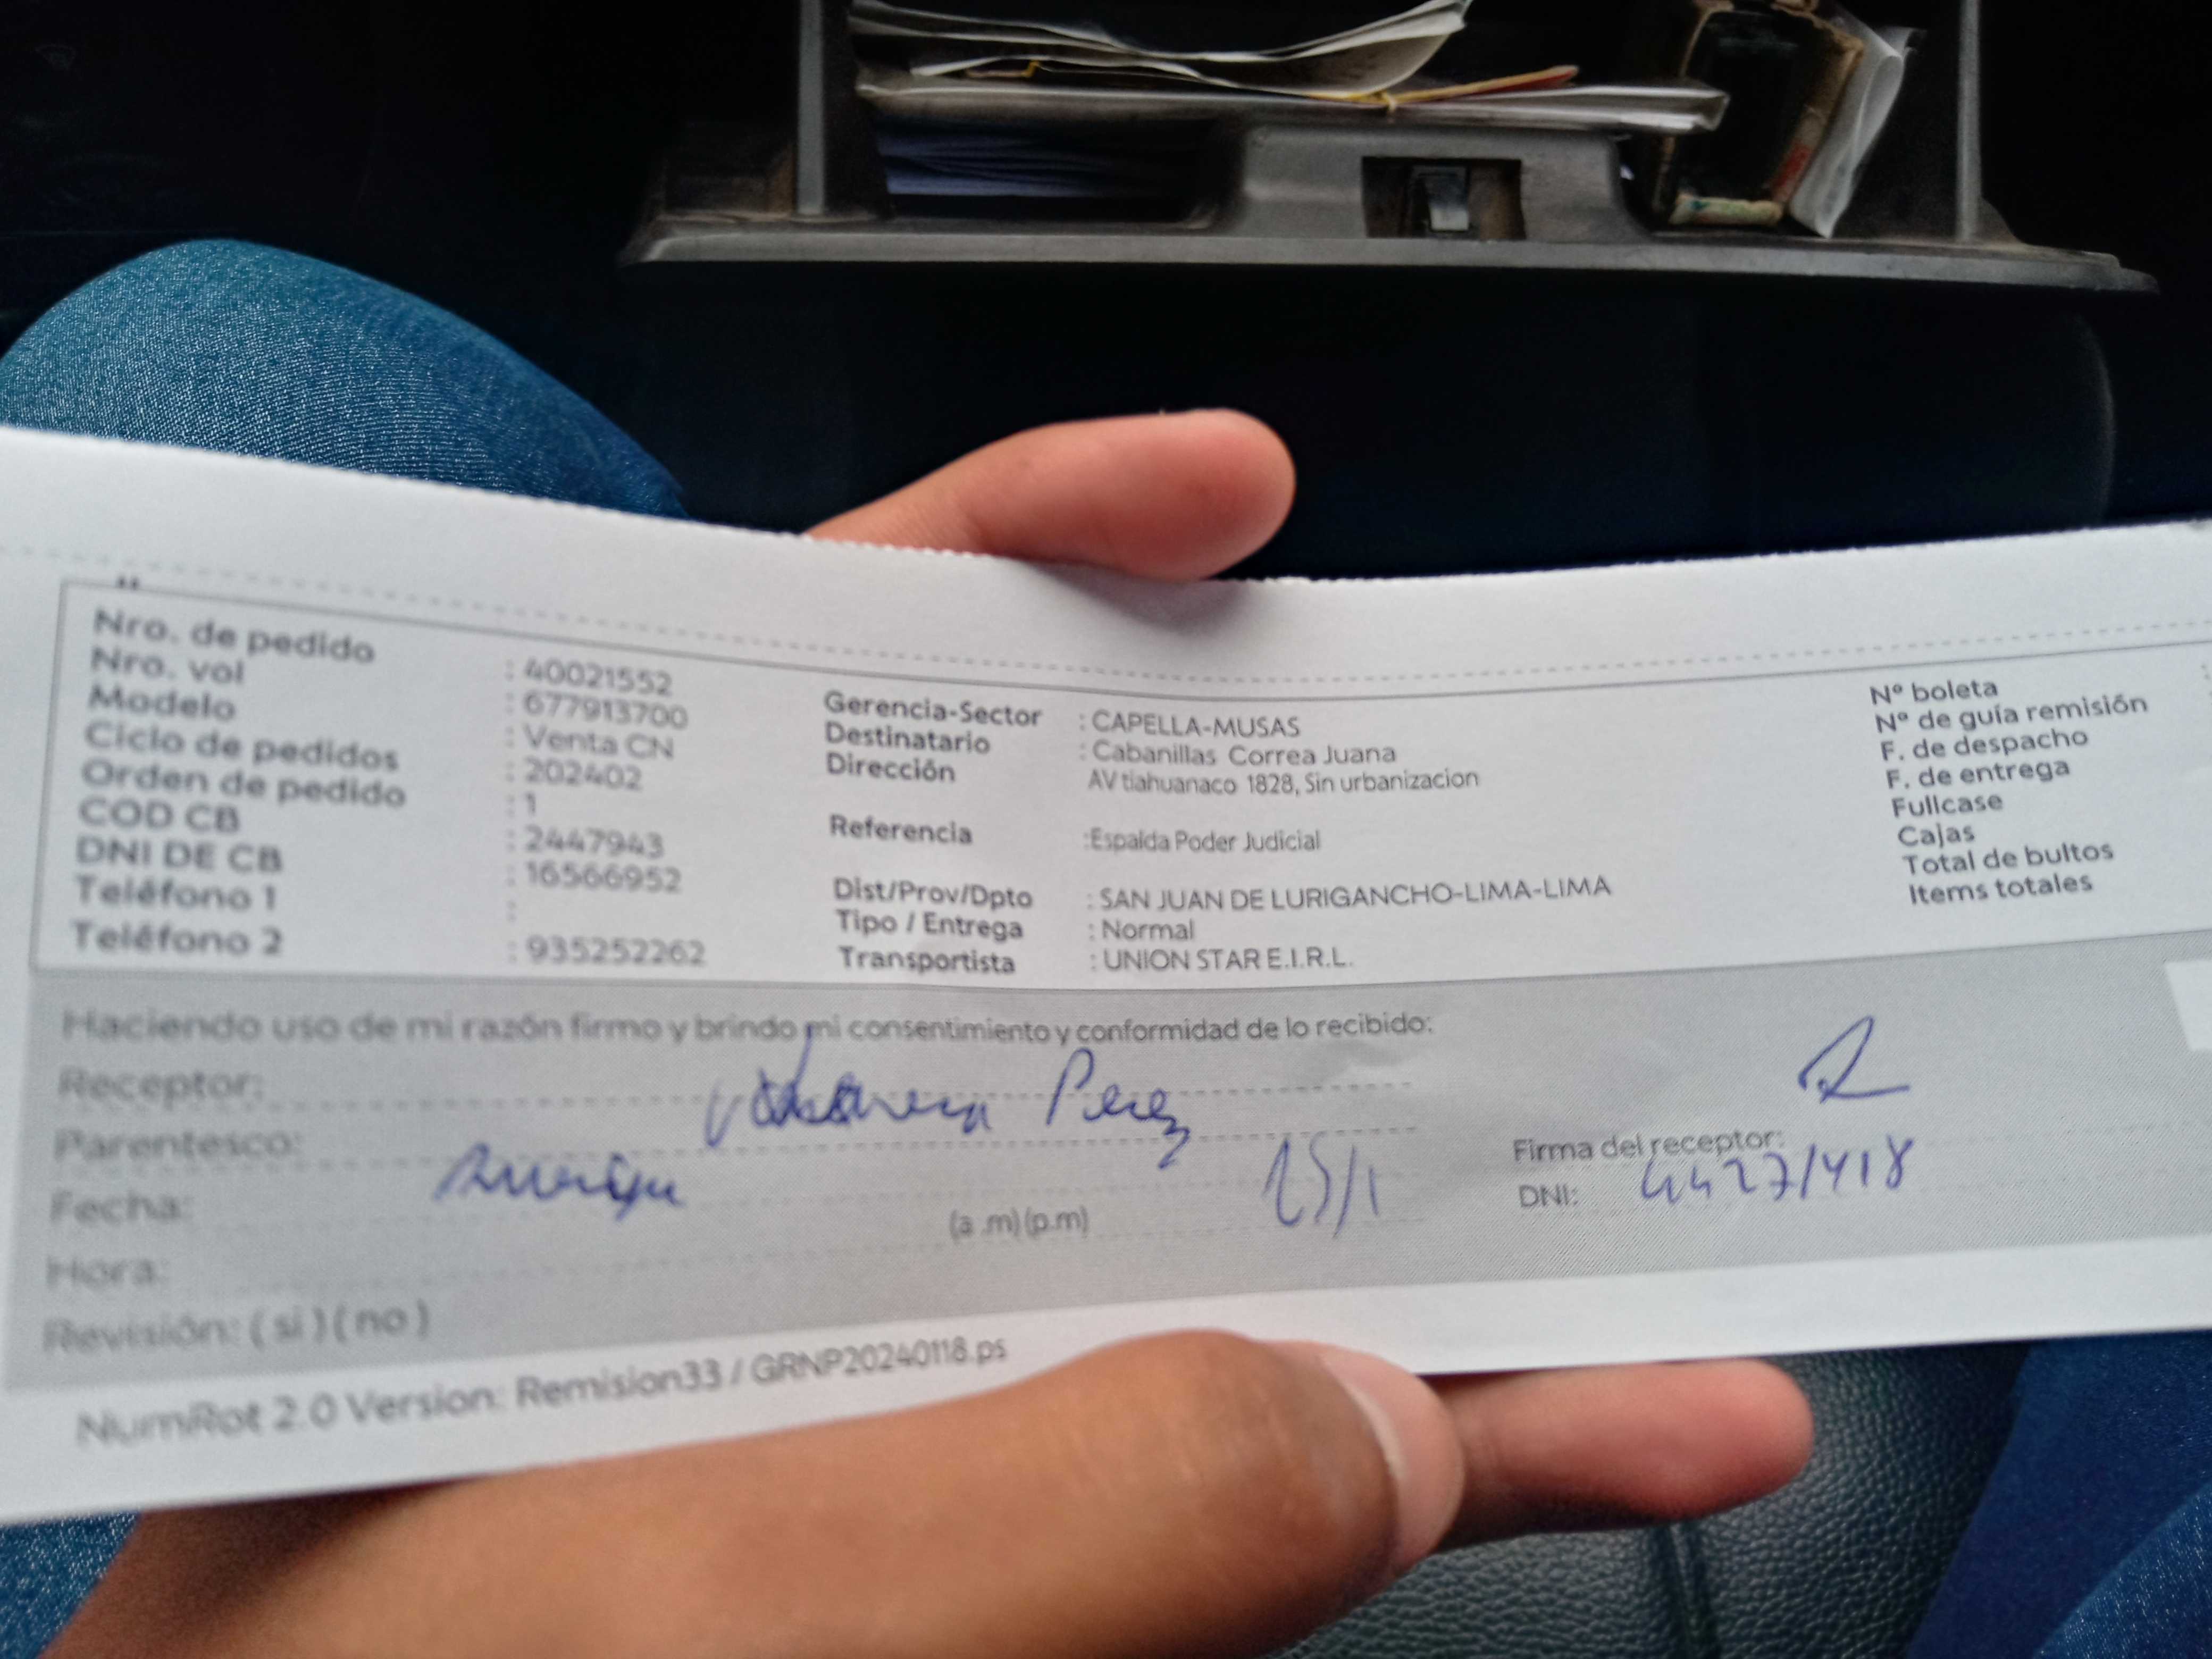 Nro. de pedido : 40021552
Nro. vol : 677913700
Modelo : Venta CN
Ciclo de pedidos : 202402
Orden de pedido : 1
COD CB : 2447943
DNI DE CB : 16566952
Teléfono 1 :
Teléfono 2 : 935252262
Gerencia-Sector : CAPELLA-MUSAS
Destinatario : Cabanillas Correa Juana
Dirección AV tiahuanaco 1828, Sin urbanizacion
Referencia :Espalda Poder Judicial
Dist/Prov/Dpto : SAN JUAN DE LURIGANCHO-LIMA-LIMA
Tipo / Entrega : Normal
Transportista : UNION STAR E.I.R.L.
Nº boleta
Nº de guía remisión
F. de despacho
F. de entrega
Fullcase
Cajas
Total de bultos
Items totales
Haciendo uso de mi razón firmo y brindo mi consentimiento y conformidad de lo recibido:
Receptor: Perez
Parentesco:
Fecha: (a .m)(p.m)
Hora:
Revisión: ( si ) ( no )
Firma del receptor:
DNI:
NumRot 2.0 Version: Remision33 / GRNP20240118.ps